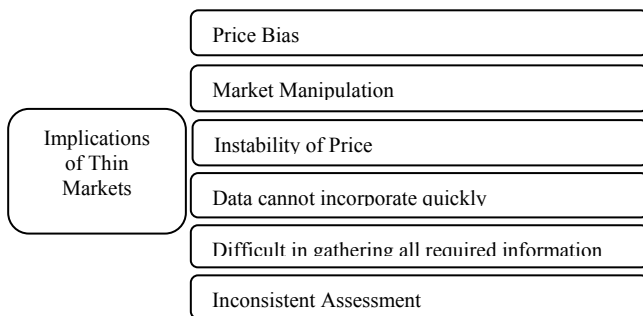 Implications
of Thin
Markets
Price Bias
Market Manipulation
Instability of Price
Data cannot incorporate quickly
Difficult in gathering all required information
Inconsistent Assessment